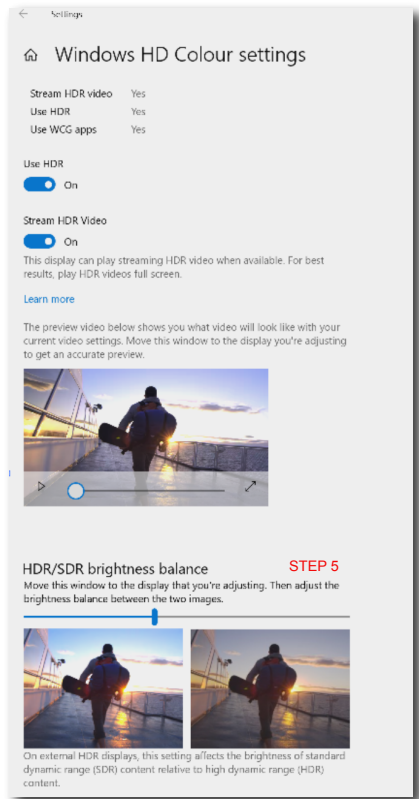 Settings
Windows HD Colour settings
Stream HDR video Yes
Use HDR Yes
Use WCG apps Yes
Use HDR
On
Stream HDR Video
On
This display can play streaming HDR video when available. For best
results, play HDR videos full screen.
Learn more
The preview video below shows you what video will look like with your
current video settings. Move this window to the display you're adjusting
to get an accurate preview.
HDR/SDR brightness balance STEP 5
Move this window to the display that you're adjusting. Then adjust the
brightness balance between the two images.
On external HDR displays, this setting affects the brightness of standard
dynamic range (SDR) content relative to high dynamic range (HDR)
content.